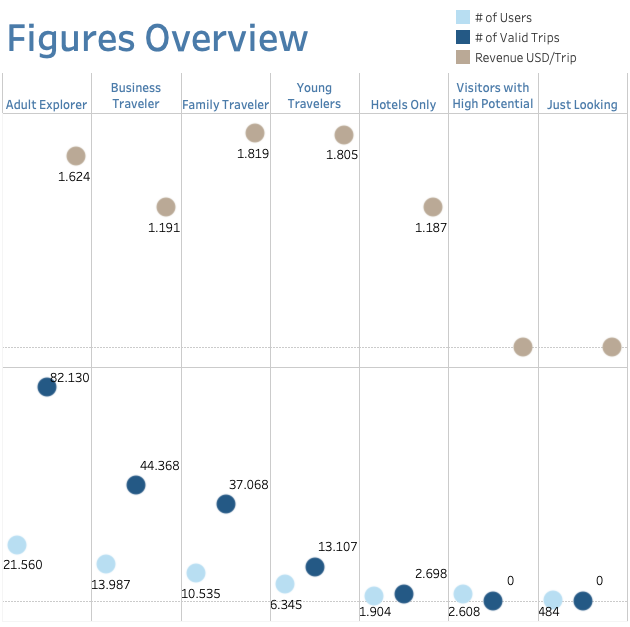 Figures Overview
# of Users
# of Valid Trips
Revenue USD/Trip
Adult Explorer
Business
Traveler
Family Traveler
Young
Travelers
Hotels Only
Visitors with
High Potential
Just Looking
1.624
1.191
1.819
1.805
1.187
82.130
44.368
37.068
13.107
2.698
0
0
21.560
13.987
10.535
6.345
1.904
2.608
484